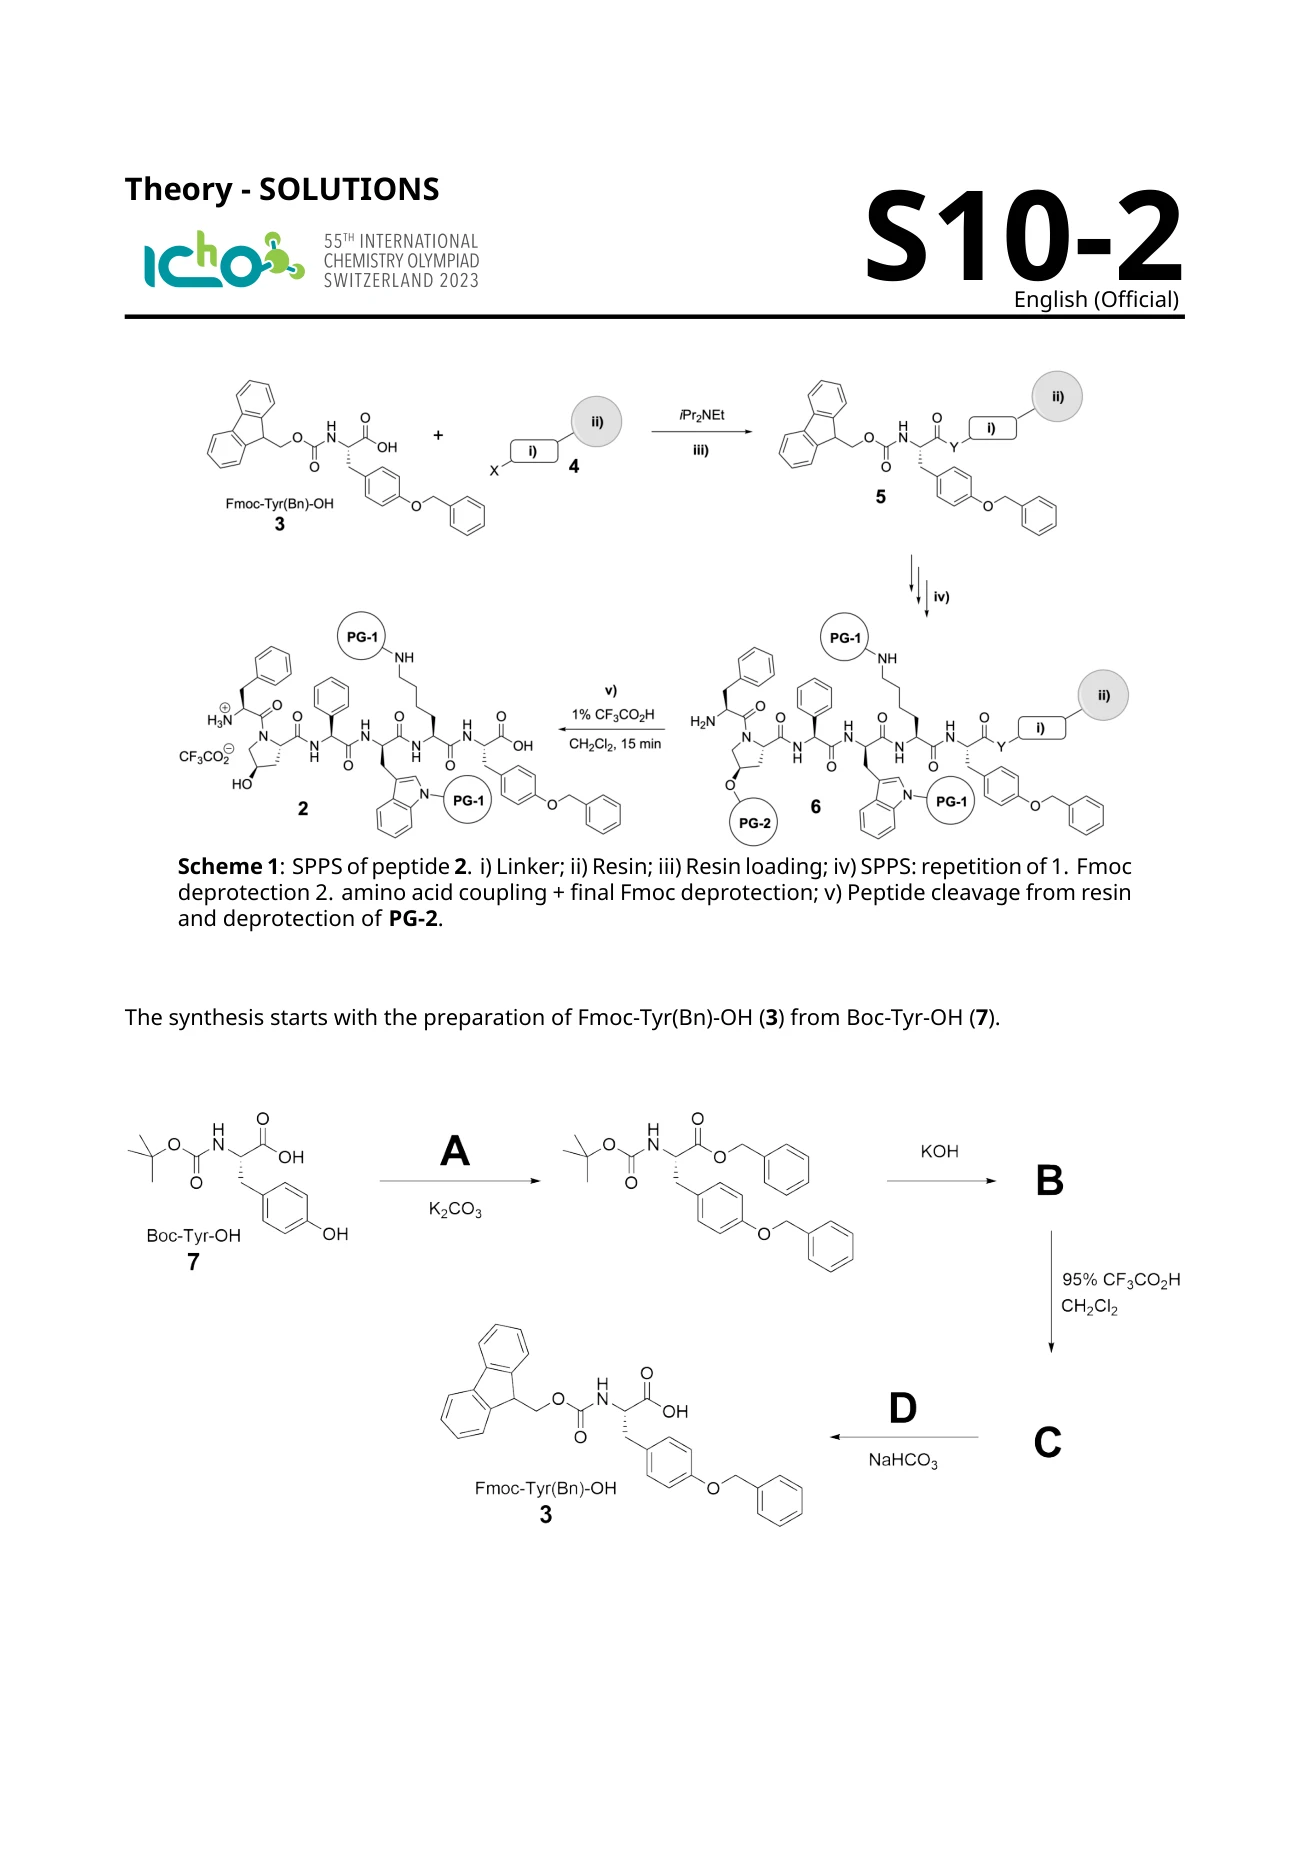 Theory - SOLUTIONS
S10-2
IChO
55TH INTERNATIONAL
CHEMISTRY OLYMPIAD
SWITZERLAND 2023
English (Official)
O
H
N
O
OH
O
O
Fmoc-Tyr(Bn)-OH
3
+
X
i)
ii)
4
iPr2NEt
iii)
O
H
N
O
Y
i)
ii)
O
O
5
iv)
PG-1
NH
H3N⊕
O
N
O
H
N
O
H
N
O
OH
CF3CO2⊖
N
H
O
N
H
O
HO
N
PG-1
O
2
v)
1% CF3CO2H
CH2Cl2, 15 min
PG-1
NH
H2N
O
N
O
H
N
O
H
N
O
Y
i)
ii)
N
H
O
N
H
O
O
PG-2
N
PG-1
O
6
Scheme 1: SPPS of peptide 2. i) Linker; ii) Resin; iii) Resin loading; iv) SPPS: repetition of 1. Fmoc
deprotection 2. amino acid coupling + final Fmoc deprotection; v) Peptide cleavage from resin
and deprotection of PG-2.
The synthesis starts with the preparation of Fmoc-Tyr(Bn)-OH (3) from Boc-Tyr-OH (7).
O
H
N
O
OH
O
OH
Boc-Tyr-OH
7
A
K2CO3
O
H
N
O
O
O
O
KOH
B
95% CF3CO2H
CH2Cl2
C
D
NaHCO3
O
H
N
O
OH
O
O
Fmoc-Tyr(Bn)-OH
3